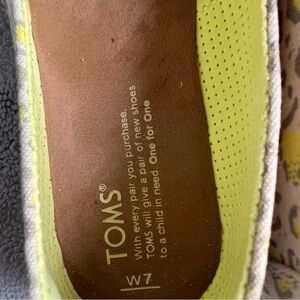 TOMS®
With every pair you purchase,
TOMS will give a pair of new shoes
to a child in need. One for One
W7